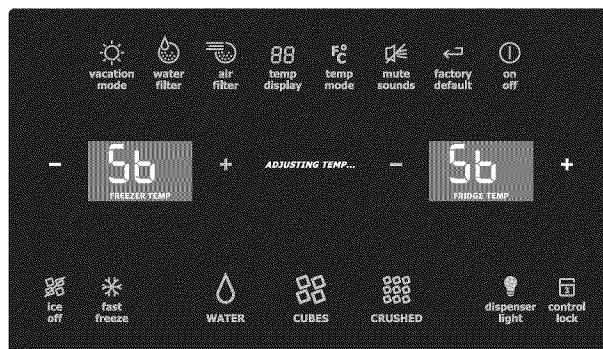 88 F°C
vacation mode
water filter
air filter
temp display
temp mode
mute sounds
factory default
on off
− Sb + ADJUSTING TEMP... − Sb +
FREEZER TEMP
FRIDGE TEMP
ice off
fast freeze
WATER
CUBES
CRUSHED
dispenser light
3
control lock